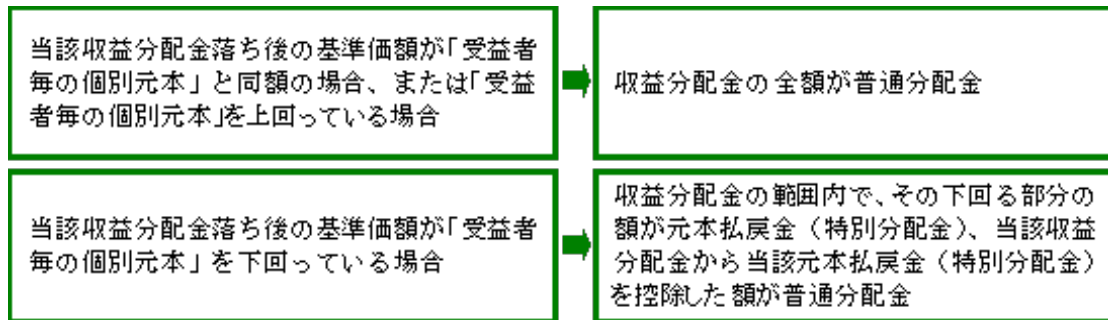 当該収益分配金落ち後の基準価額が「受益者
毎の個別元本」と同額の場合、または「受益
者毎の個別元本」を上回っている場合
収益分配金の全額が普通分配金
当該収益分配金落ち後の基準価額が「受益者
毎の個別元本」を下回っている場合
収益分配金の範囲内で、その下回る部分の
額が元本払戻金（特別分配金）、当該収益
分配金から当該元本払戻金（特別分配金）
を控除した額が普通分配金